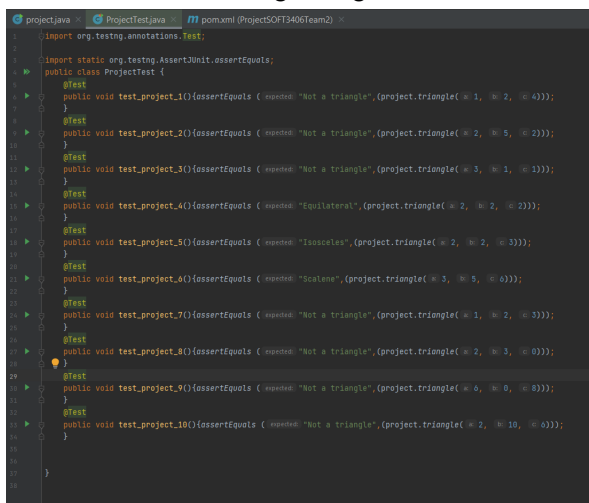 project.java × ProjectTest.java × m pom.xml (ProjectSOFT3406Team2) ×
1 import org.testng.annotations.Test;
2
3 import static org.testng.AssertJUnit.assertEquals;
4 public class ProjectTest {
5 @Test
6 public void test_project_1(){assertEquals ( expected: "Not a triangle",(project.triangle( a: 1, b: 2, c: 4)));
7 }
8 @Test
9 public void test_project_2(){assertEquals ( expected: "Not a triangle",(project.triangle( a: 2, b: 5, c: 2)));
10 }
11 @Test
12 public void test_project_3(){assertEquals ( expected: "Not a triangle",(project.triangle( a: 3, b: 1, c: 1)));
13 }
14 @Test
15 public void test_project_4(){assertEquals ( expected: "Equilateral",(project.triangle( a: 2, b: 2, c: 2)));
16 }
17 @Test
18 public void test_project_5(){assertEquals ( expected: "Isosceles",(project.triangle( a: 2, b: 2, c: 3)));
19 }
20 @Test
21 public void test_project_6(){assertEquals ( expected: "Scalene",(project.triangle( a: 3, b: 5, c: 6)));
22 }
23 @Test
24 public void test_project_7(){assertEquals ( expected: "Not a triangle",(project.triangle( a: 1, b: 2, c: 3)));
25 }
26 @Test
27 public void test_project_8(){assertEquals ( expected: "Not a triangle",(project.triangle( a: 2, b: 3, c: 0)));
28 }
29 @Test
30 public void test_project_9(){assertEquals ( expected: "Not a triangle",(project.triangle( a: 6, b: 0, c: 8)));
31 }
32 @Test
33 public void test_project_10(){assertEquals ( expected: "Not a triangle",(project.triangle( a: 2, b: 10, c: 6)));
34 }
35
36
37 }
38